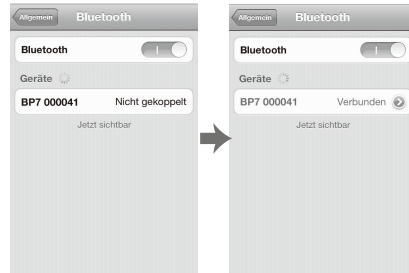 Allgemein Bluetooth
Bluetooth
Geräte
BP7 000041 Nicht gekoppelt
Jetzt sichtbar
Allgemein Bluetooth
Bluetooth
Geräte
BP7 000041 Verbunden
Jetzt sichtbar